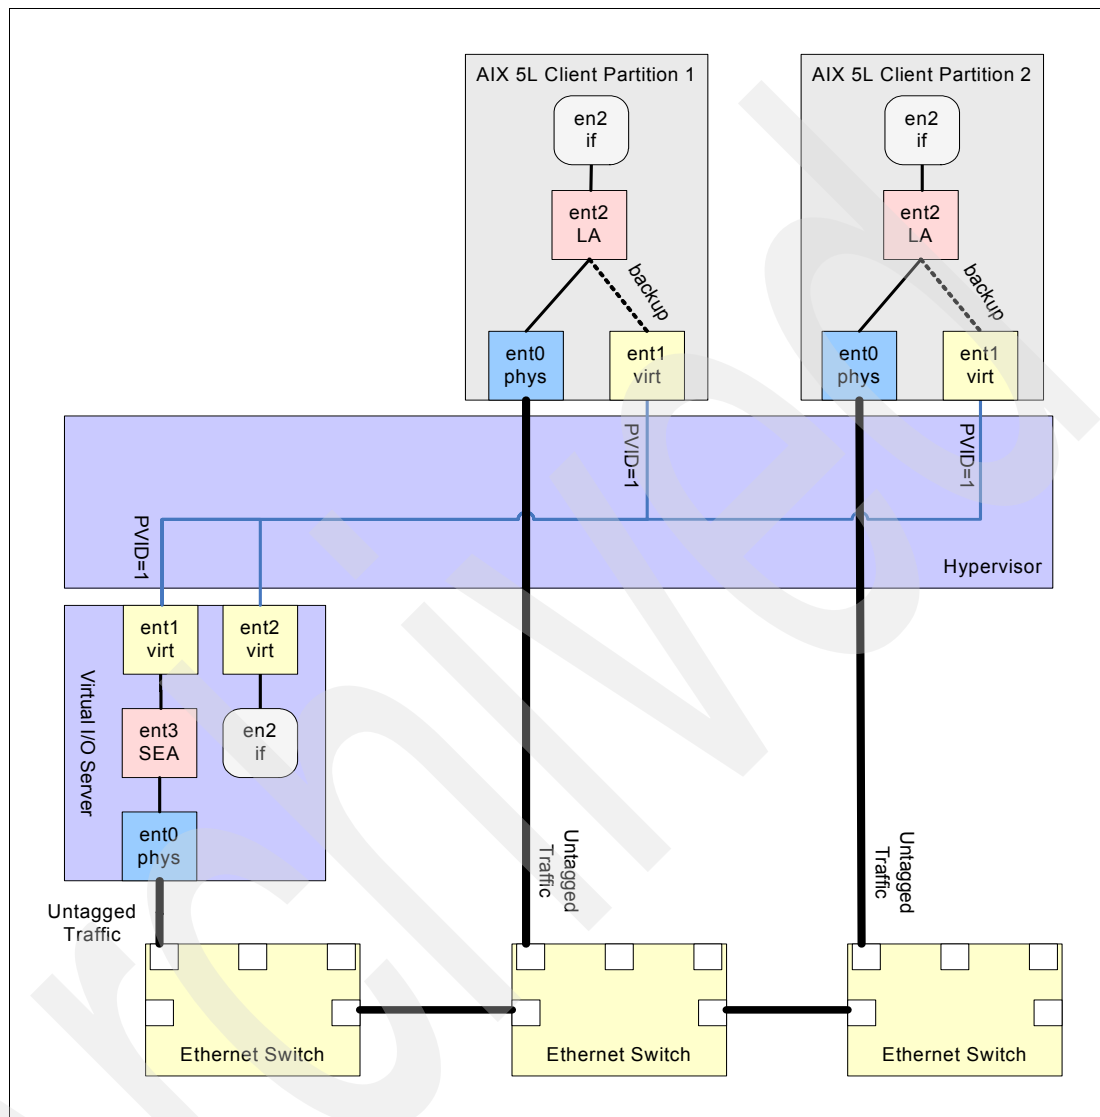 AIX 5L Client Partition 1
en2
if
ent2
LA
backup
ent0
phys
ent1
virt
AIX 5L Client Partition 2
en2
if
ent2
LA
backup
ent0
phys
ent1
virt
PVID=1
PVID=1
PVID=1
Hypervisor
Virtual I/O Server
ent1
virt
ent2
virt
ent3
SEA
en2
if
ent0
phys
Untagged
Traffic
Untagged
Traffic
Untagged
Traffic
Ethernet Switch
Ethernet Switch
Ethernet Switch